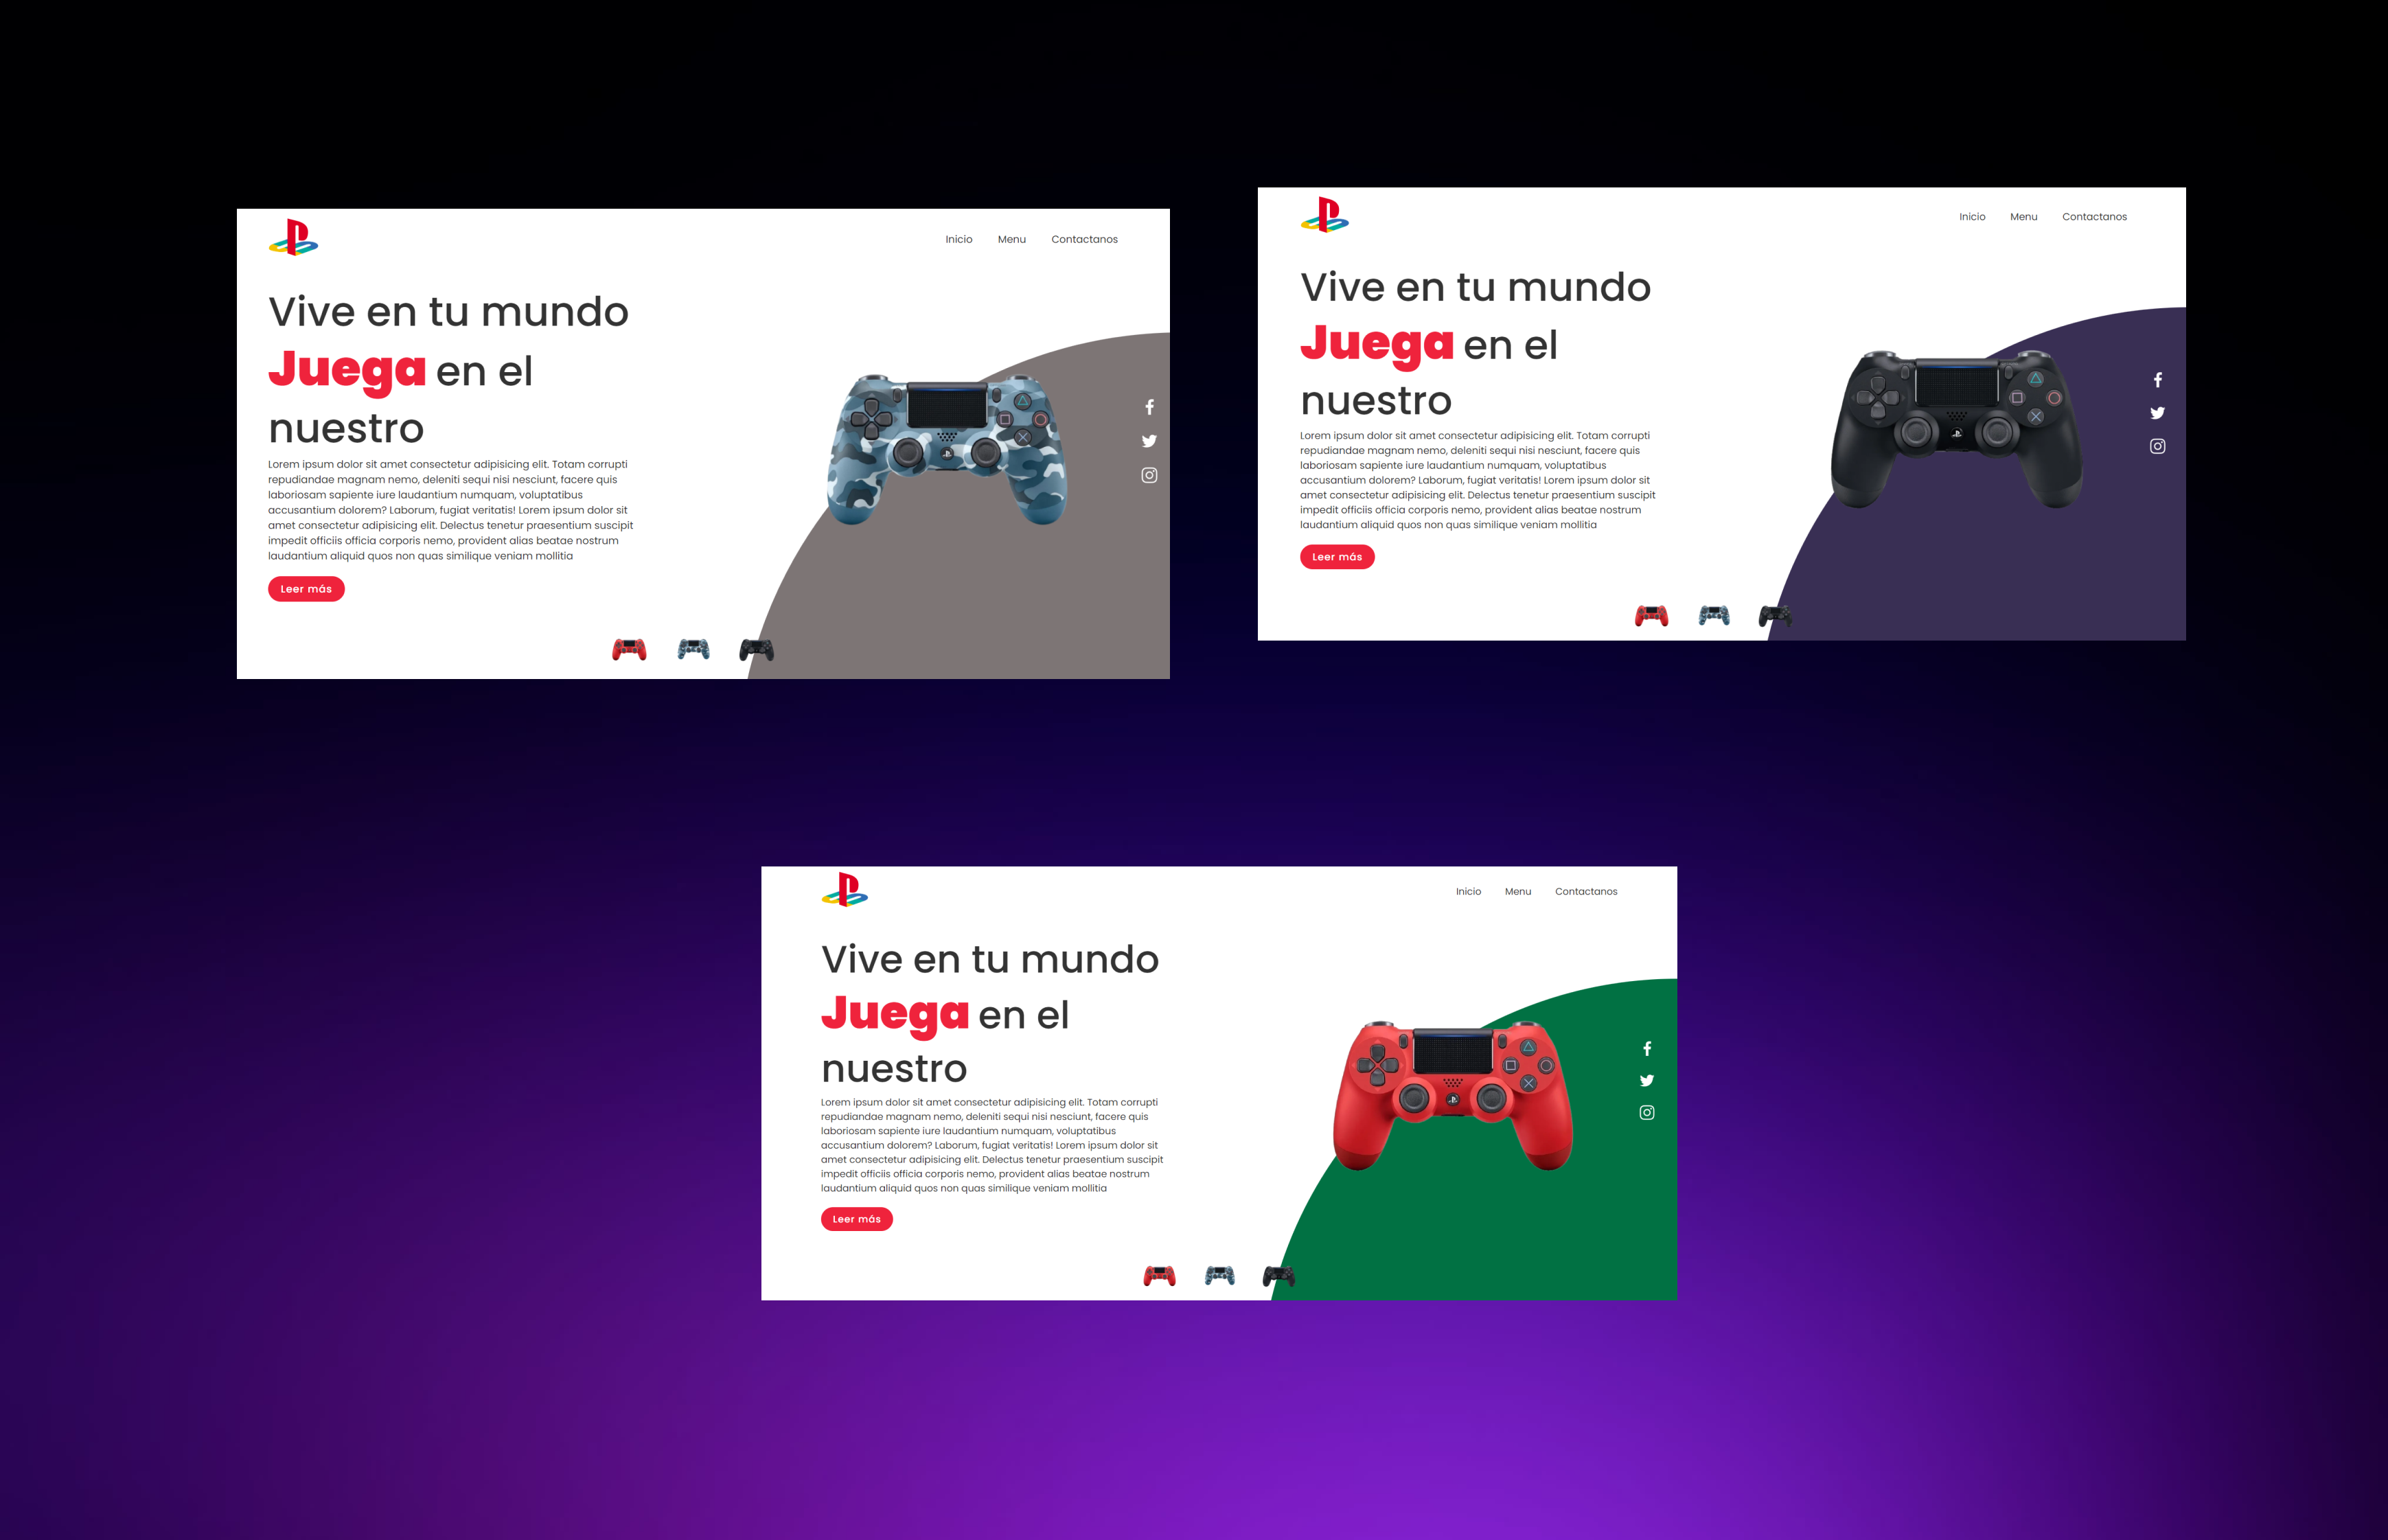 Inicio Menu Contactanos
Vive en tu mundo
Juega en el
nuestro
Lorem ipsum dolor sit amet consectetur adipisicing elit. Totam corrupti
repudiandae magnam nemo, deleniti sequi nisi nesciunt, facere quis
laboriosam sapiente iure laudantium numquam, voluptatibus
accusantium dolorem? Laborum, fugiat veritatis! Lorem ipsum dolor sit
amet consectetur adipisicing elit. Delectus tenetur praesentium suscipit
impedit officiis officia corporis nemo, provident alias beatae nostrum
laudantium aliquid quos non quas similique veniam mollitia
Leer más
Inicio Menu Contactanos
Vive en tu mundo
Juega en el
nuestro
Lorem ipsum dolor sit amet consectetur adipisicing elit. Totam corrupti
repudiandae magnam nemo, deleniti sequi nisi nesciunt, facere quis
laboriosam sapiente iure laudantium numquam, voluptatibus
accusantium dolorem? Laborum, fugiat veritatis! Lorem ipsum dolor sit
amet consectetur adipisicing elit. Delectus tenetur praesentium suscipit
impedit officiis officia corporis nemo, provident alias beatae nostrum
laudantium aliquid quos non quas similique veniam mollitia
Leer más
Inicio Menu Contactanos
Vive en tu mundo
Juega en el
nuestro
Lorem ipsum dolor sit amet consectetur adipisicing elit. Totam corrupti
repudiandae magnam nemo, deleniti sequi nisi nesciunt, facere quis
laboriosam sapiente iure laudantium numquam, voluptatibus
accusantium dolorem? Laborum, fugiat veritatis! Lorem ipsum dolor sit
amet consectetur adipisicing elit. Delectus tenetur praesentium suscipit
impedit officiis officia corporis nemo, provident alias beatae nostrum
laudantium aliquid quos non quas similique veniam mollitia
Leer más